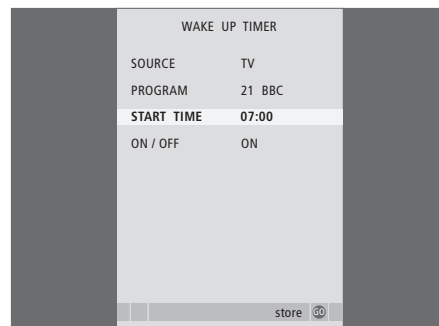 WAKE UP TIMER
SOURCE TV
PROGRAM 21 BBC
START TIME 07:00
ON / OFF ON
store GO